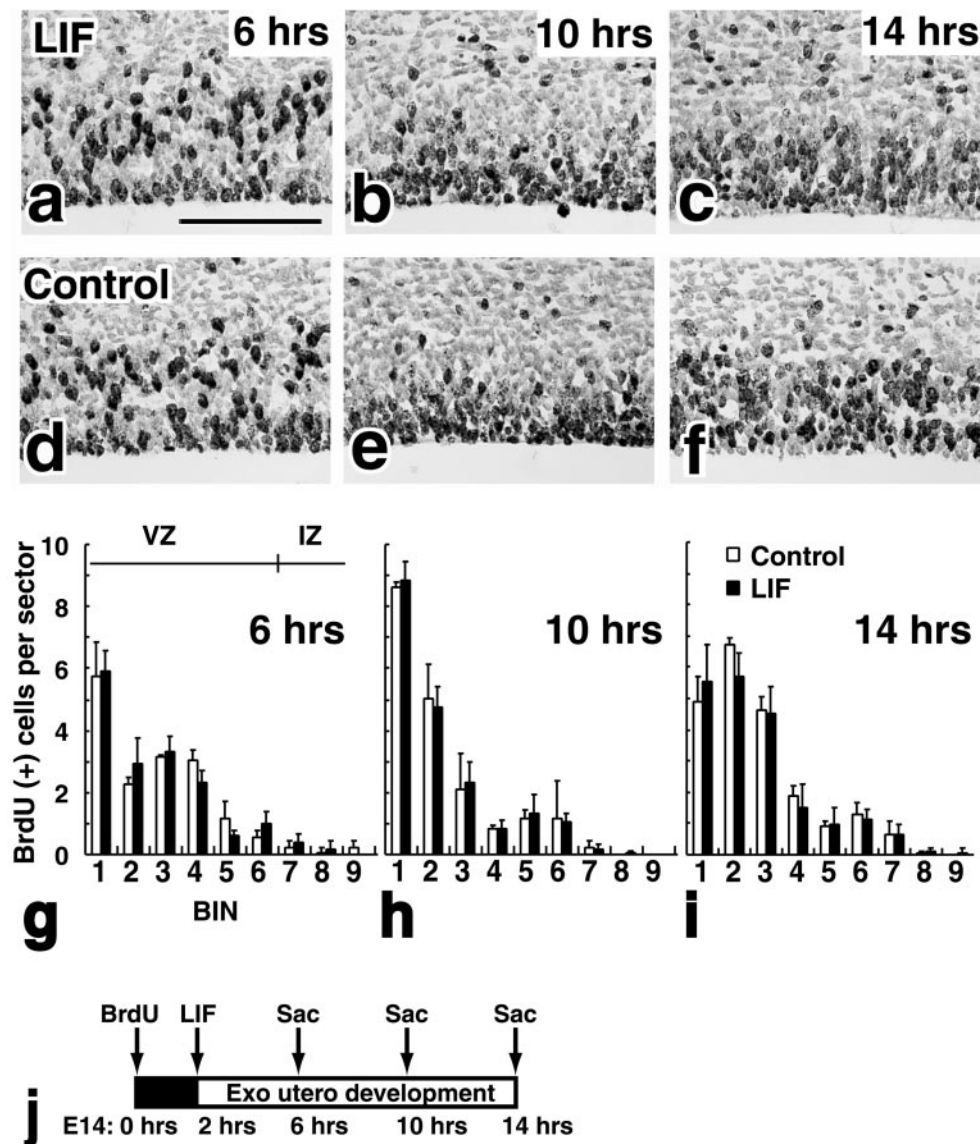 LIF 6 hrs 10 hrs 14 hrs
a b c
Control
d e f
VZ IZ
10
8
6
4
2
0
BrdU (+) cells per sector
6 hrs 10 hrs 14 hrs
Control
LIF
1 2 3 4 5 6 7 8 9 1 2 3 4 5 6 7 8 9 1 2 3 4 5 6 7 8 9
BIN
g h i
BrdU LIF Sac Sac Sac
Exo utero development
j E14: 0 hrs 2 hrs 6 hrs 10 hrs 14 hrs